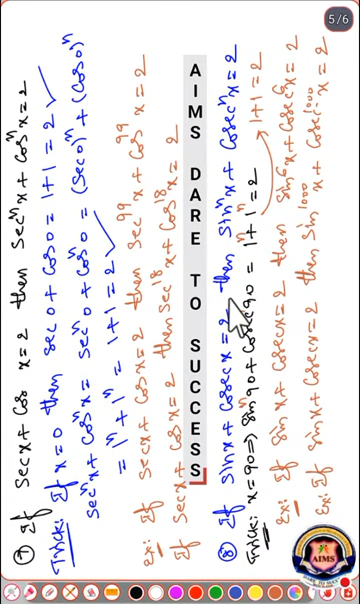 5/6
⑦ If secx + cosx = 2 then secⁿx + cosⁿx = 2
Trick: If x=0 then sec0 + cos0 = 1+1 = 2
secⁿx + cosⁿx = secⁿ0 + cosⁿ0 = (sec0)ⁿ + (cos0)ⁿ
= 1ⁿ + 1ⁿ = 1+1 = 2
Ex: If secx + cosx = 2 then sec⁹⁹x + cos⁹⁹x = 2
If secx + cosx = 2 then sec¹⁸x + cos¹⁸x = 2
AIMS DARE TO SUCCESS
⑧ If sinx + cosecx = 2 then sinⁿx + cosecⁿx = 2
Trick: x=90 ⇒ sinⁿ90 + cosecⁿ90 = 1ⁿ + 1ⁿ = 2 1+1 = 2
Ex: If sinx + cosecx = 2 then sin⁶x + cosec⁶x = 2
Ex: If sinx + cosecx = 2 then sin¹⁰⁰⁰x + cosec¹⁰⁰⁰x = 2
AIMS